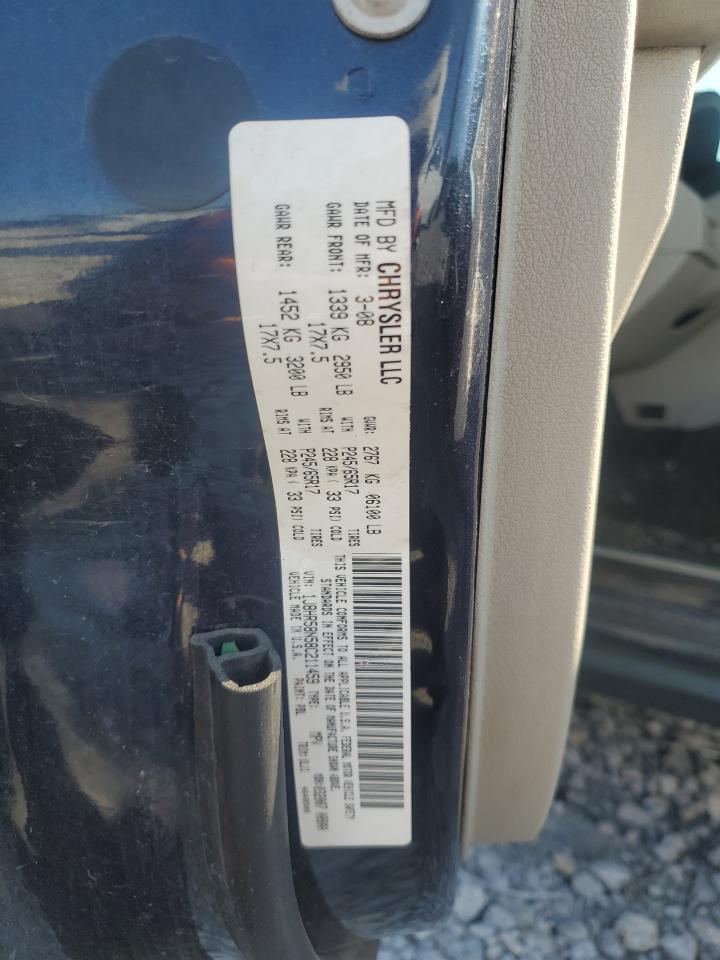 MFD BY CHRYSLER LLC
DATE OF MFR: 3-08 GVWR: 2767 KG 06100 LB
GAWR FRONT: 1339 KG 2950 LB WITH P245/65R17 TIRES
17X7.5 RIMS AT 228 KPA ( 33 PSI) COLD
GAWR REAR: 1452 KG 3200 LB WITH P245/65R17 TIRES
17X7.5 RIMS AT 228 KPA ( 33 PSI) COLD
THIS VEHICLE CONFORMS TO ALL APPLICABLE U.S.A. FEDERAL MOTOR VEHICLE SAFETY
STANDARDS IN EFFECT ON THE DATE OF MANUFACTURE SHOWN ABOVE.
VIN: 1J8HR58N58C211459 TYPE: MPV
VEHICLE MADE IN U.S.A. PAINT: PBL TRIM: